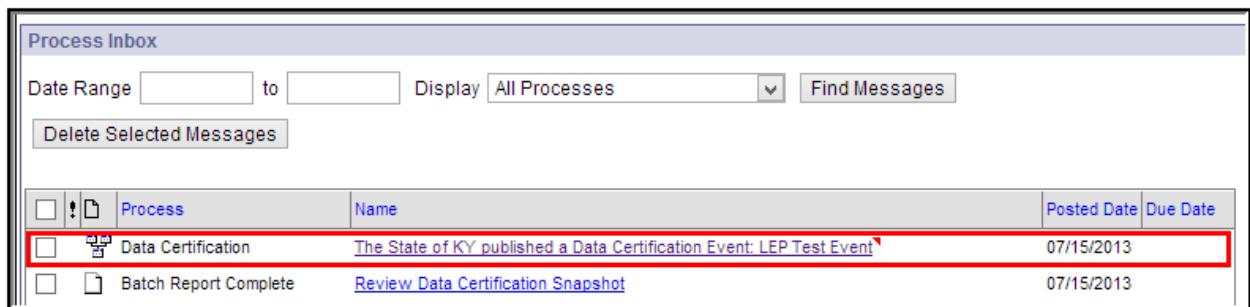 Process Inbox
Date Range to Display All Processes Find Messages
Delete Selected Messages
! Process Name Posted Date Due Date
Data Certification The State of KY published a Data Certification Event: LEP Test Event 07/15/2013
Batch Report Complete Review Data Certification Snapshot 07/15/2013